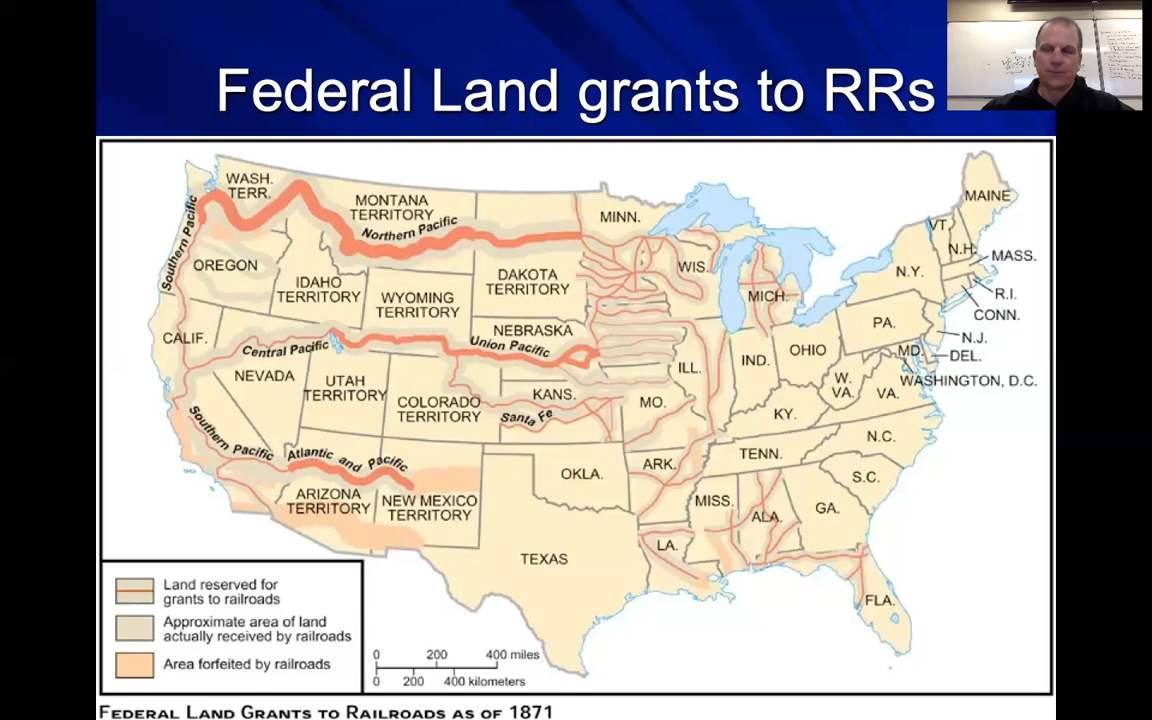 Federal Land grants to RRs
WASH.
TERR.
MONTANA
TERRITORY
Northern Pacific
MINN.
MAINE
VT.
N.H.
MASS.
Southern Pacific
OREGON
IDAHO
TERRITORY
WYOMING
TERRITORY
DAKOTA
TERRITORY
WIS.
MICH.
N.Y.
R.I.
CONN.
CALIF.
Central Pacific
Union Pacific
NEBRASKA
PA.
N.J.
NEVADA
UTAH
TERRITORY
COLORADO
TERRITORY
KANS.
Santa Fe
ILL.
IND.
OHIO
MD.
DEL.
WASHINGTON, D.C.
W.
VA.
VA.
MO.
KY.
N.C.
Southern Pacific
Atlantic and Pacific
ARIZONA
TERRITORY
NEW MEXICO
TERRITORY
OKLA.
ARK.
TENN.
S.C.
MISS.
ALA.
GA.
TEXAS
LA.
FLA.
Land reserved for
grants to railroads
Approximate area of land
actually received by railroads
Area forfeited by railroads
0 200 400 miles
0 200 400 kilometers
FEDERAL LAND GRANTS TO RAILROADS AS OF 1871